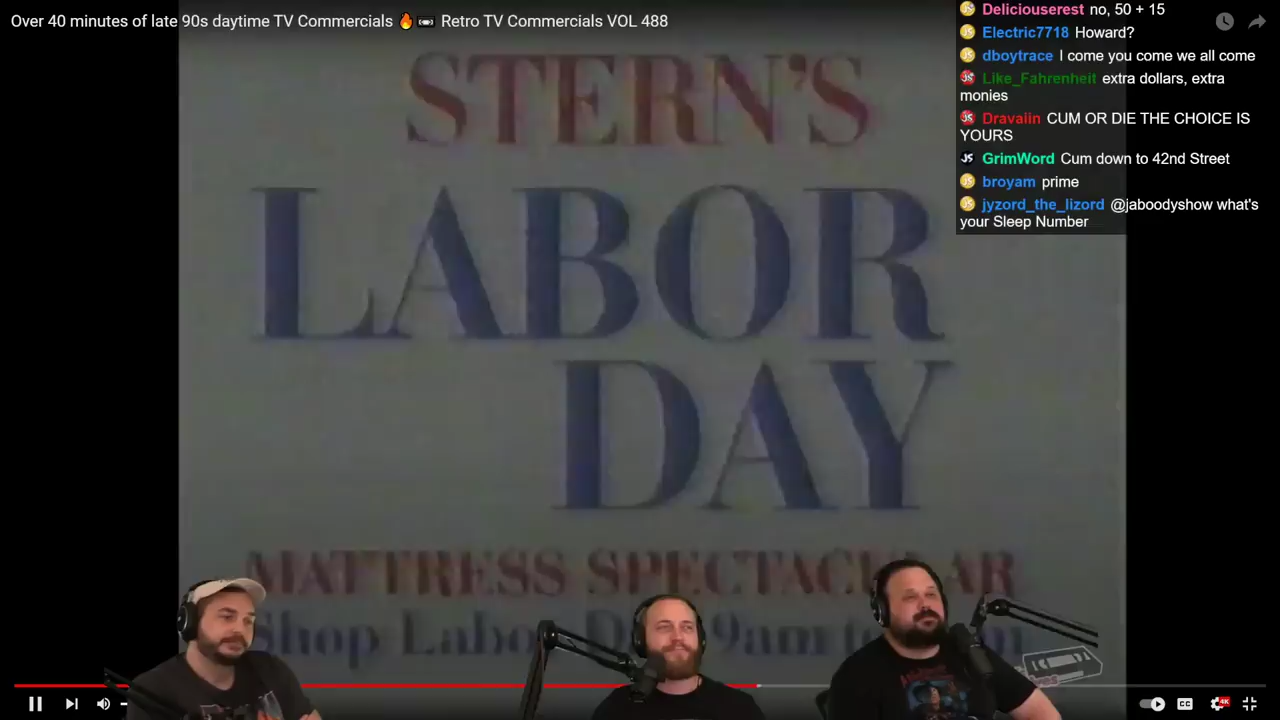 Over 40 minutes of late 90s daytime TV Commercials 🔥📼 Retro TV Commercials VOL 488
Deliciouserest no, 50 + 15
Electric7718 Howard?
dboytrace I come you come we all come
Like_Fahrenheit extra dollars, extra
monies
Dravaiin CUM OR DIE THE CHOICE IS
YOURS
GrimWord Cum down to 42nd Street
broyam prime
jyzord_the_lizord @jaboodyshow what's
your Sleep Number
STERN'S
LABOR
DAY
MATTRESS SPECTACULAR
Shop Labor 9am
CC
4K